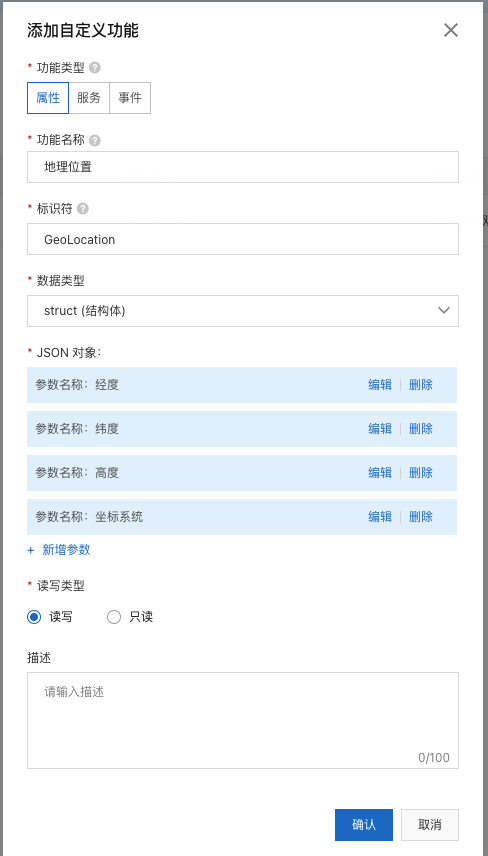 添加自定义功能
* 功能类型 ?
属性 服务 事件
* 功能名称 ?
地理位置
* 标识符 ?
GeoLocation
* 数据类型
struct (结构体)
* JSON 对象：
参数名称：经度 编辑 | 删除
参数名称：纬度 编辑 | 删除
参数名称：高度 编辑 | 删除
参数名称：坐标系统 编辑 | 删除
+ 新增参数
* 读写类型
读写 只读
描述
请输入描述
0/100
确认 取消